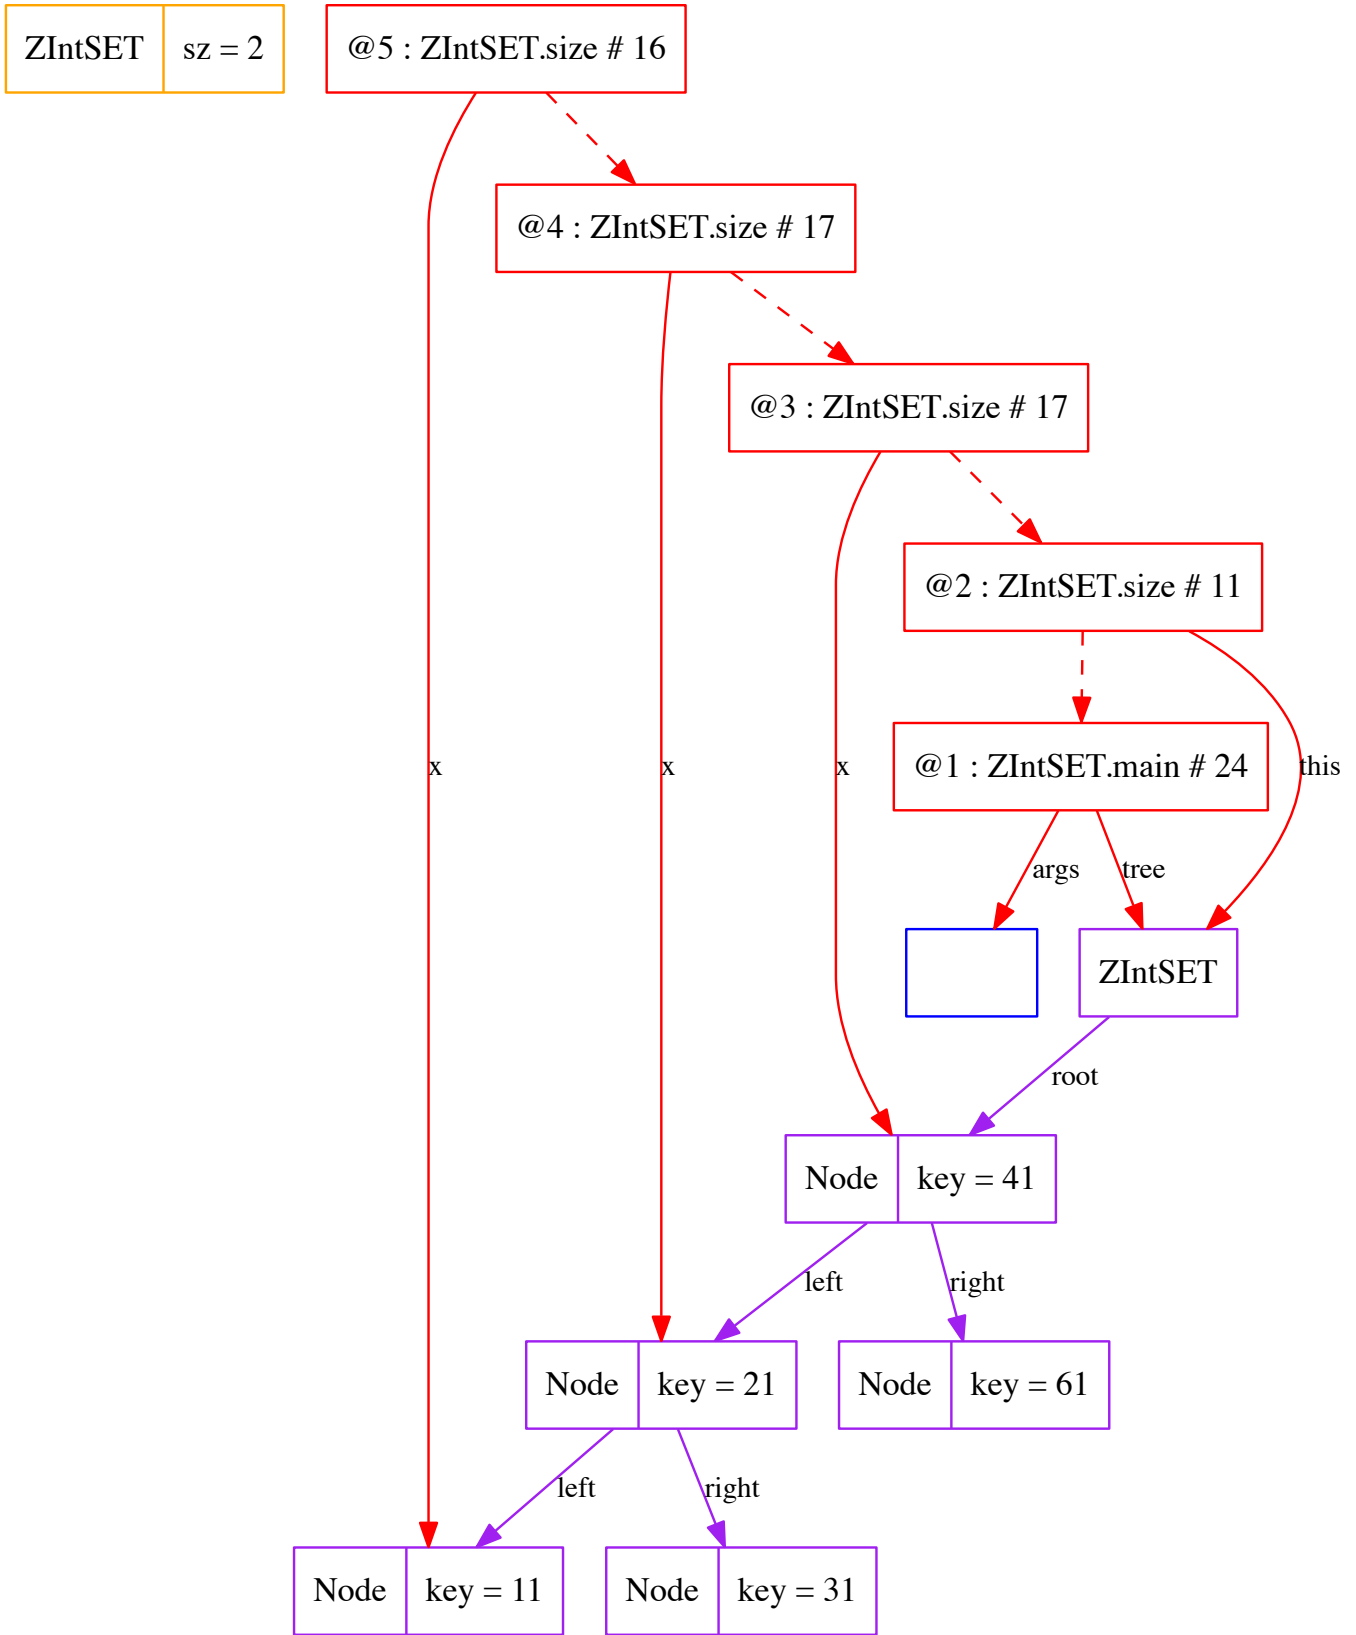 ZIntSET sz = 2
@5 : ZIntSET.size # 16
@4 : ZIntSET.size # 17
@3 : ZIntSET.size # 17
@2 : ZIntSET.size # 11
x
x
x
@1 : ZIntSET.main # 24
this
args
tree
ZIntSET
root
Node key = 41
left
right
Node key = 21
Node key = 61
left
right
Node key = 11
Node key = 31